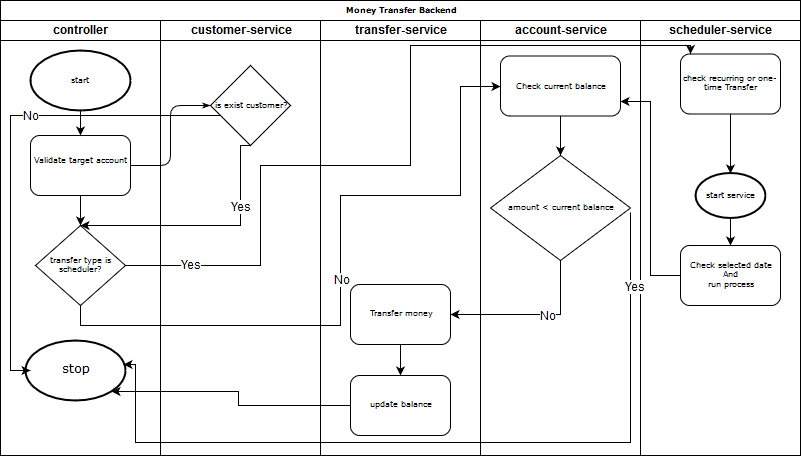 Money Transfer Backend
controller
customer-service
transfer-service
account-service
scheduler-service
start
is exist customer?
Check current balance
check recurring or one-
time Transfer
No
Validate target account
Yes
amount < current balance
start service
transfer type is
scheduler?
Yes
No
Check selected date
And
run process
Yes
Transfer money
No
stop
update balance